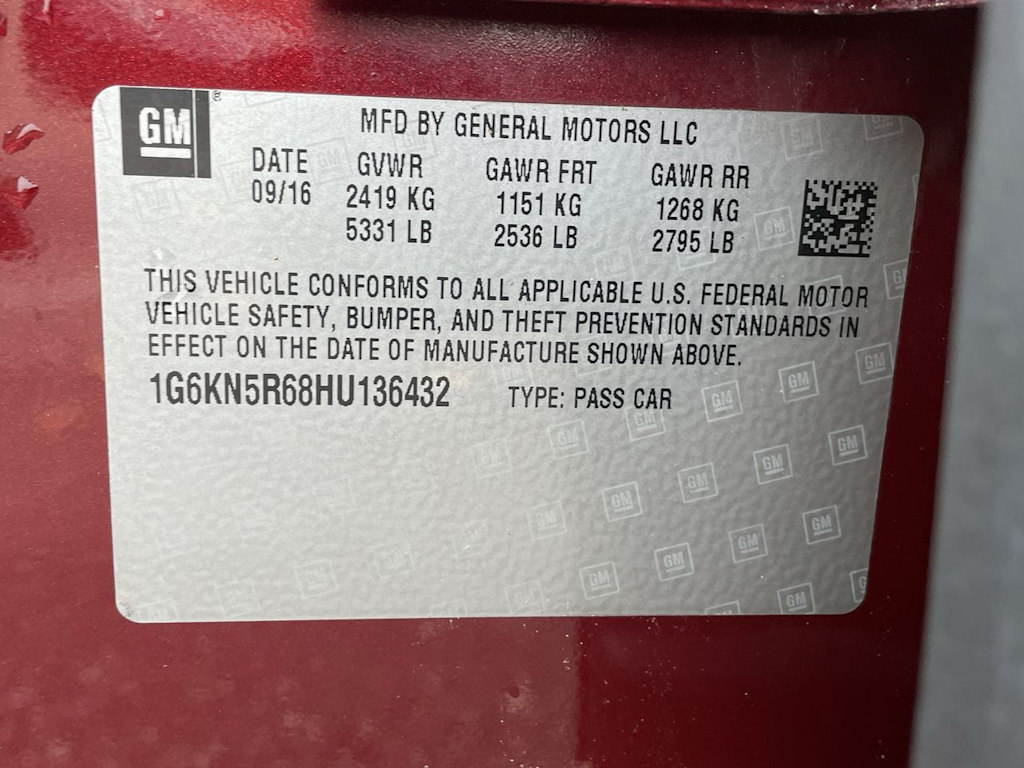 GM
MFD BY GENERAL MOTORS LLC
DATE GVWR GAWR FRT GAWR RR
09/16 2419 KG 1151 KG 1268 KG
5331 LB 2536 LB 2795 LB
THIS VEHICLE CONFORMS TO ALL APPLICABLE U.S. FEDERAL MOTOR
VEHICLE SAFETY, BUMPER, AND THEFT PREVENTION STANDARDS IN
EFFECT ON THE DATE OF MANUFACTURE SHOWN ABOVE.
1G6KN5R68HU136432 TYPE: PASS CAR